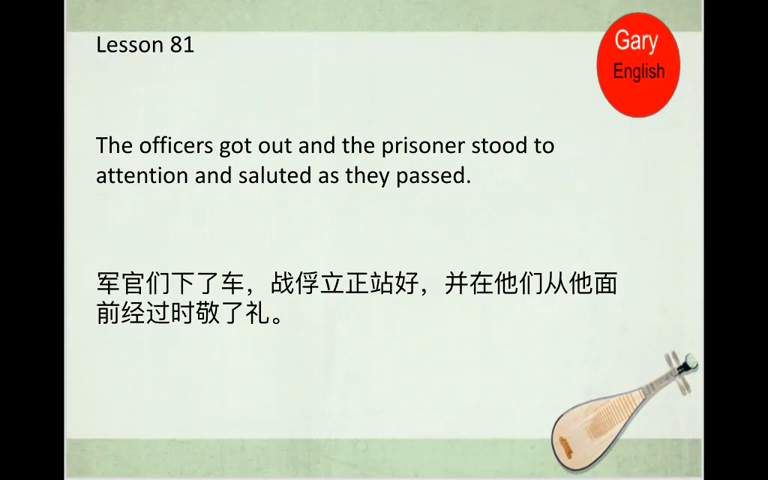 Lesson 81
Gary
English
The officers got out and the prisoner stood to
attention and saluted as they passed.
军官们下了车，战俘立正站好，并在他们从他面
前经过时敬了礼。